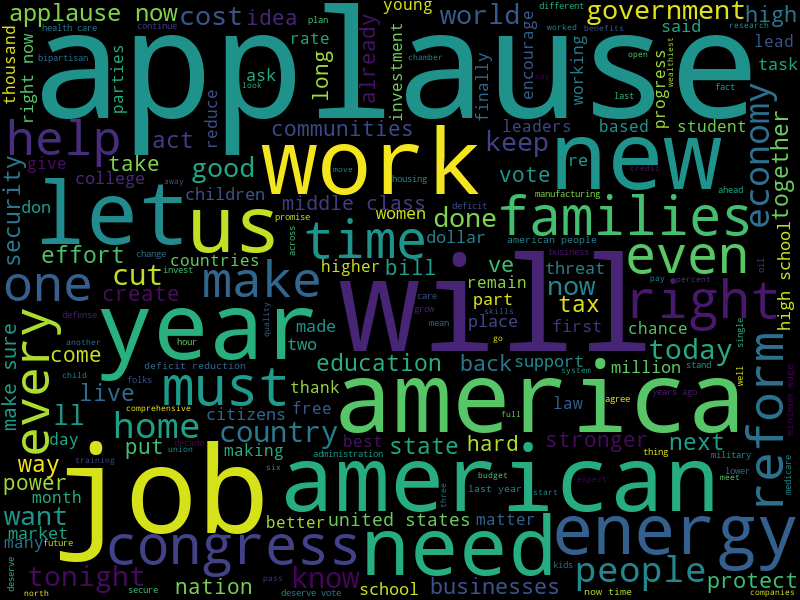 applause
applause now
cost
idea
young
plan
different
government
high
world
health care
continue
worked
benefits
said
research
already
rate
bipartisan
chamber
lead
thousand
right now
parties
ask
look
long
investment
finally
encourage
working
open
say
last
progress
wealthiest
fact
task
reduce
help
act
communities
leaders
based
student
economy
together
keep
new
work
vote
re
give
take
good
move
housing
credit
ahead
college
children
middle class
away
manufacturing
deficit
security
don
let
us
promise
women
done
families
effort
change
countries
time
dollar
american people
across
even
business
high school
one
cut
invest
make
higher
bill
ve
threat
pay
percent
oil
create
quality
care
remain
now
right
will
grow
part
tax
defense
year
mean
skills
place
first
chance
make sure
every
another
hour
made
two
go
single
today
come
deficit reduction
education
back
support
million
stand
years ago
child
folks
must
thank
system
well
minimum wage
reform
live
citizens
free
america
law
full
agree
ll
comprehensive
home
day
put
country
best
state
hard
stronger
next
way
job
decade
making
administration
thing
military
power
training
union
six
american
budget
lower
meet
medicare
month
want
last year
start
expect
three
better
united states
matter
energy
market
many
future
congress
need
tonight
know
people
kids
protect
deserve
nation
pass
school
businesses
north
secure
deserve vote
now time
companies